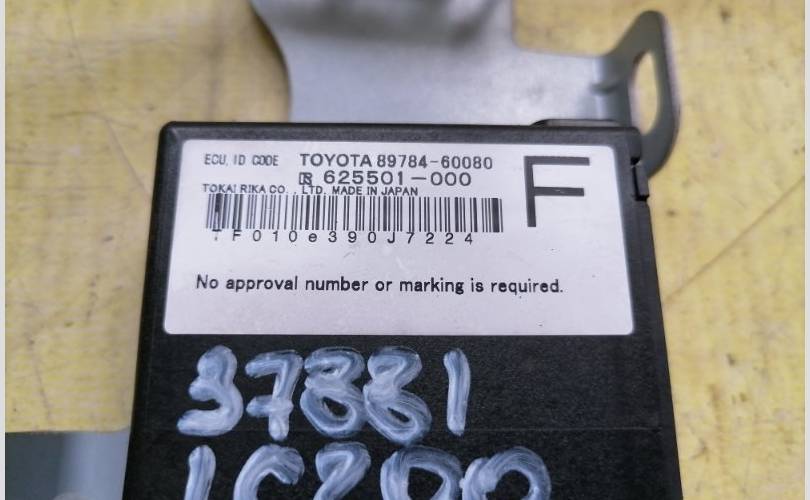 ECU, ID CODE TOYOTA 89784-60080
625501-000
TOKAI RIKA CO., LTD. MADE IN JAPAN
F
TF010e390J7224
No approval number or marking is required.
37881